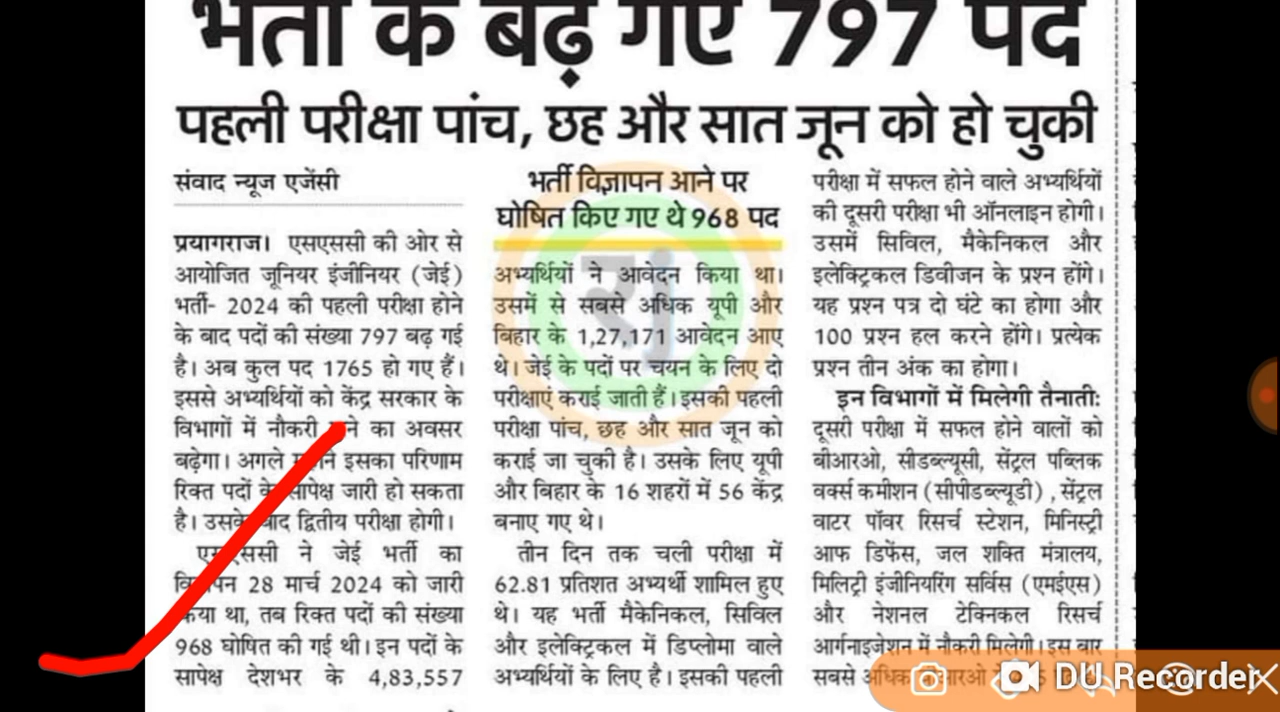 भर्ती के बढ़ गए 797 पद
पहली परीक्षा पांच, छह और सात जून को हो चुकी
संवाद न्यूज एजेंसी
प्रयागराज। एसएससी की ओर से
आयोजित जूनियर इंजीनियर (जेई)
भर्ती- 2024 की पहली परीक्षा होने
के बाद पदों की संख्या 797 बढ़ गई
है। अब कुल पद 1765 हो गए हैं।
इससे अभ्यर्थियों को केंद्र सरकार के
विभागों में नौकरी का अवसर
बढ़ेगा। अगले इसका परिणाम
रिक्त पदों के सापेक्ष जारी हो सकता
है। उसके बाद द्वितीय परीक्षा होगी।
एसएससी ने जेई भर्ती का
28 मार्च 2024 को जारी
किया था, तब रिक्त पदों की संख्या
968 घोषित की गई थी। इन पदों के
सापेक्ष देशभर के 4,83,557
भर्ती विज्ञापन आने पर
घोषित किए गए थे 968 पद
अभ्यर्थियों ने आवेदन किया था।
उसमें से सबसे अधिक यूपी और
बिहार के 1,27,171 आवेदन आए
थे। जेई के पदों पर चयन के लिए दो
परीक्षाएं कराई जाती हैं। इसकी पहली
परीक्षा पांच, छह और सात जून को
कराई जा चुकी है। उसके लिए यूपी
और बिहार के 16 शहरों में 56 केंद्र
बनाए गए थे।
तीन दिन तक चली परीक्षा में
62.81 प्रतिशत अभ्यर्थी शामिल हुए
थे। यह भर्ती मैकेनिकल, सिविल
और इलेक्ट्रिकल में डिप्लोमा वाले
अभ्यर्थियों के लिए है। इसकी पहली
परीक्षा में सफल होने वाले अभ्यर्थियों
की दूसरी परीक्षा भी ऑनलाइन होगी।
उसमें सिविल, मैकेनिकल और
इलेक्ट्रिकल डिवीजन के प्रश्न होंगे।
यह प्रश्न पत्र दो घंटे का होगा और
100 प्रश्न हल करने होंगे। प्रत्येक
प्रश्न तीन अंक का होगा।
इन विभागों में मिलेगी तैनाती:
दूसरी परीक्षा में सफल होने वालों को
बीआरओ, सीडब्ल्यूसी, सेंट्रल पब्लिक
वर्क्स कमीशन (सीपीडब्ल्यूडी) , सेंट्रल
वाटर पॉवर रिसर्च स्टेशन, मिनिस्ट्री
आफ डिफेंस, जल शक्ति मंत्रालय,
मिलिट्री इंजीनियरिंग सर्विस (एमईएस)
और नेशनल टेक्निकल रिसर्च
आर्गनाइजेशन में नौकरी मिलेगी। इस बार
सबसे अधिक
DU Recorder